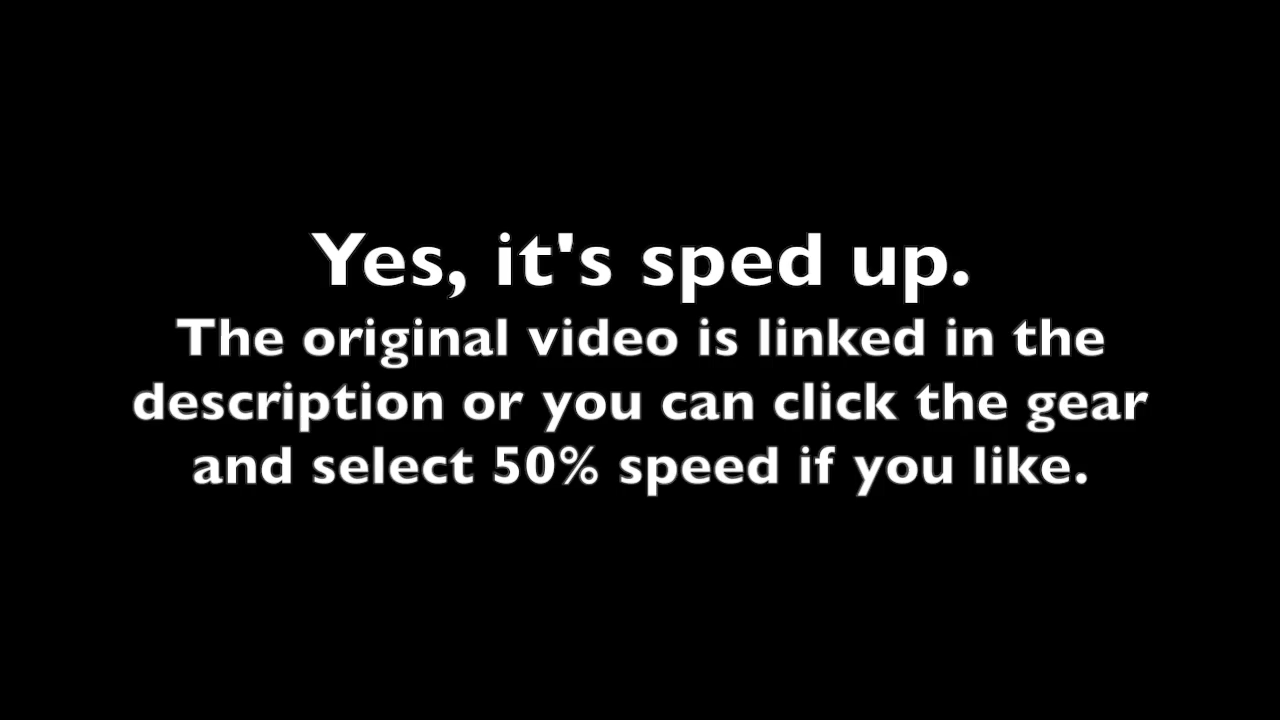 Yes, it's sped up.
The original video is linked in the
description or you can click the gear
and select 50% speed if you like.